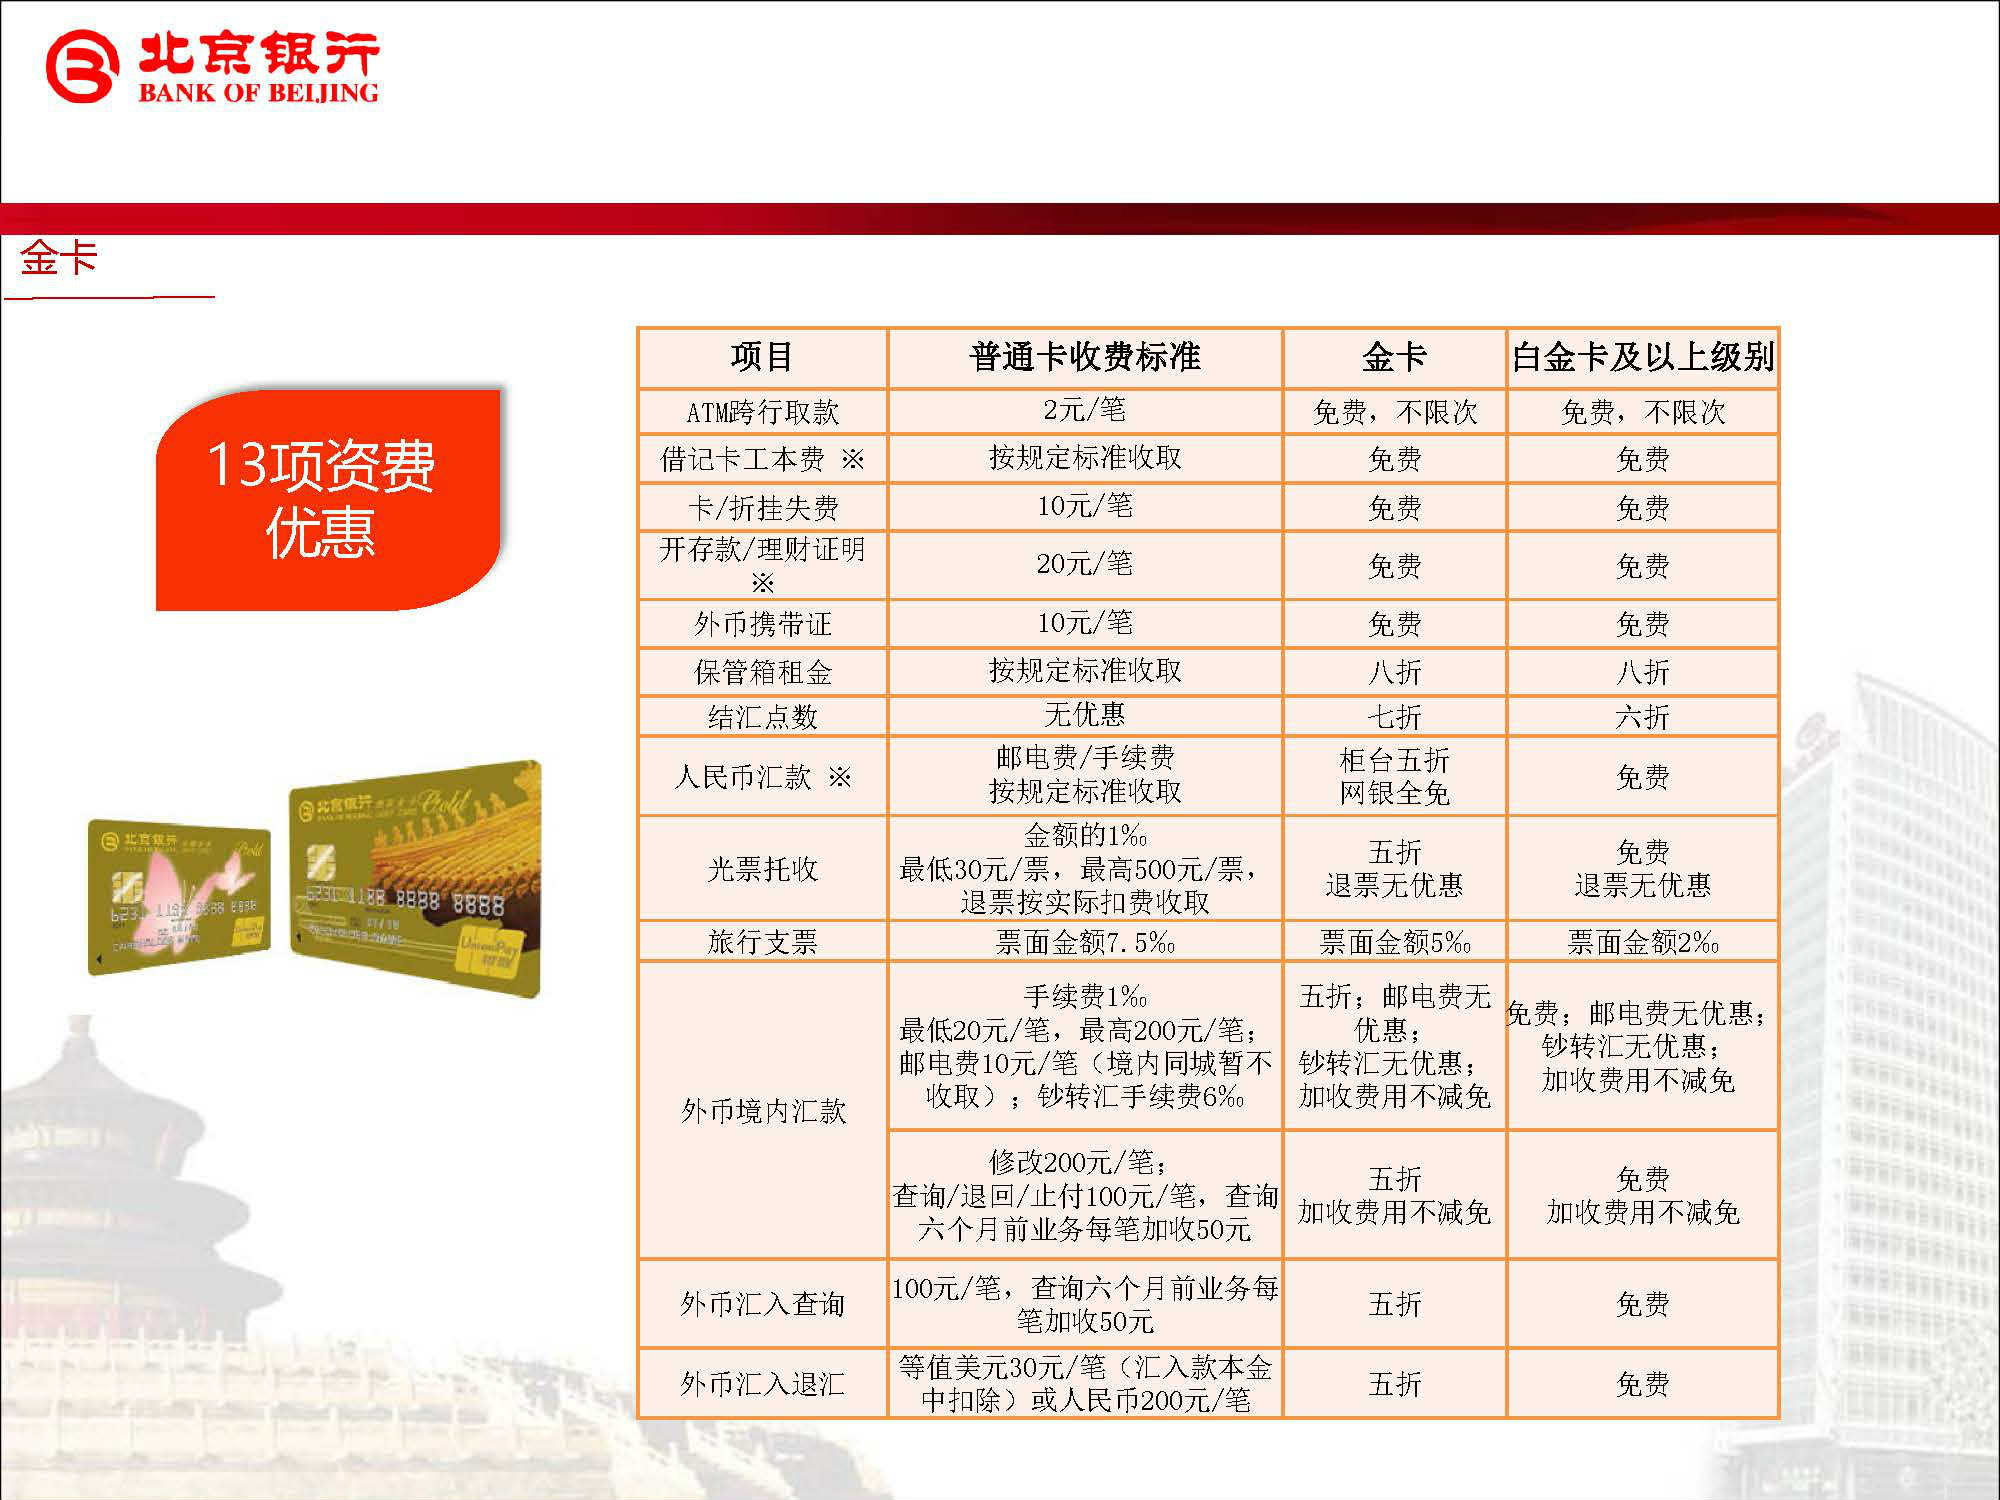 北京银行
BANK OF BEIJING
金卡
13项资费
优惠
北京银行
Gold
北京银行
Gold
6231 1188 8888 8888
UnionPay
项目 普通卡收费标准 金卡 白金卡及以上级别
ATM跨行取款 2元/笔 免费，不限次 免费，不限次
借记卡工本费 ※ 按规定标准收取 免费 免费
卡/折挂失费 10元/笔 免费 免费
开存款/理财证明
※
20元/笔 免费 免费
外币携带证 10元/笔 免费 免费
保管箱租金 按规定标准收取 八折 八折
结汇点数 无优惠 七折 六折
人民币汇款 ※
邮电费/手续费
按规定标准收取
柜台五折
网银全免
免费
光票托收
金额的1‰
最低30元/票，最高500元/票，
退票按实际扣费收取
五折
退票无优惠
免费
退票无优惠
旅行支票 票面金额7.5‰ 票面金额5‰ 票面金额2‰
外币境内汇款
手续费1‰
最低20元/笔，最高200元/笔；
邮电费10元/笔（境内同城暂不
收取）；钞转汇手续费6‰
五折；邮电费无
优惠；
钞转汇无优惠；
加收费用不减免
免费；邮电费无优惠；
钞转汇无优惠；
加收费用不减免
修改200元/笔；
查询/退回/止付100元/笔，查询
六个月前业务每笔加收50元
五折
加收费用不减免
免费
加收费用不减免
外币汇入查询
100元/笔，查询六个月前业务每
笔加收50元
五折
免费
外币汇入退汇
等值美元30元/笔（汇入款本金
中扣除）或人民币200元/笔
五折
免费